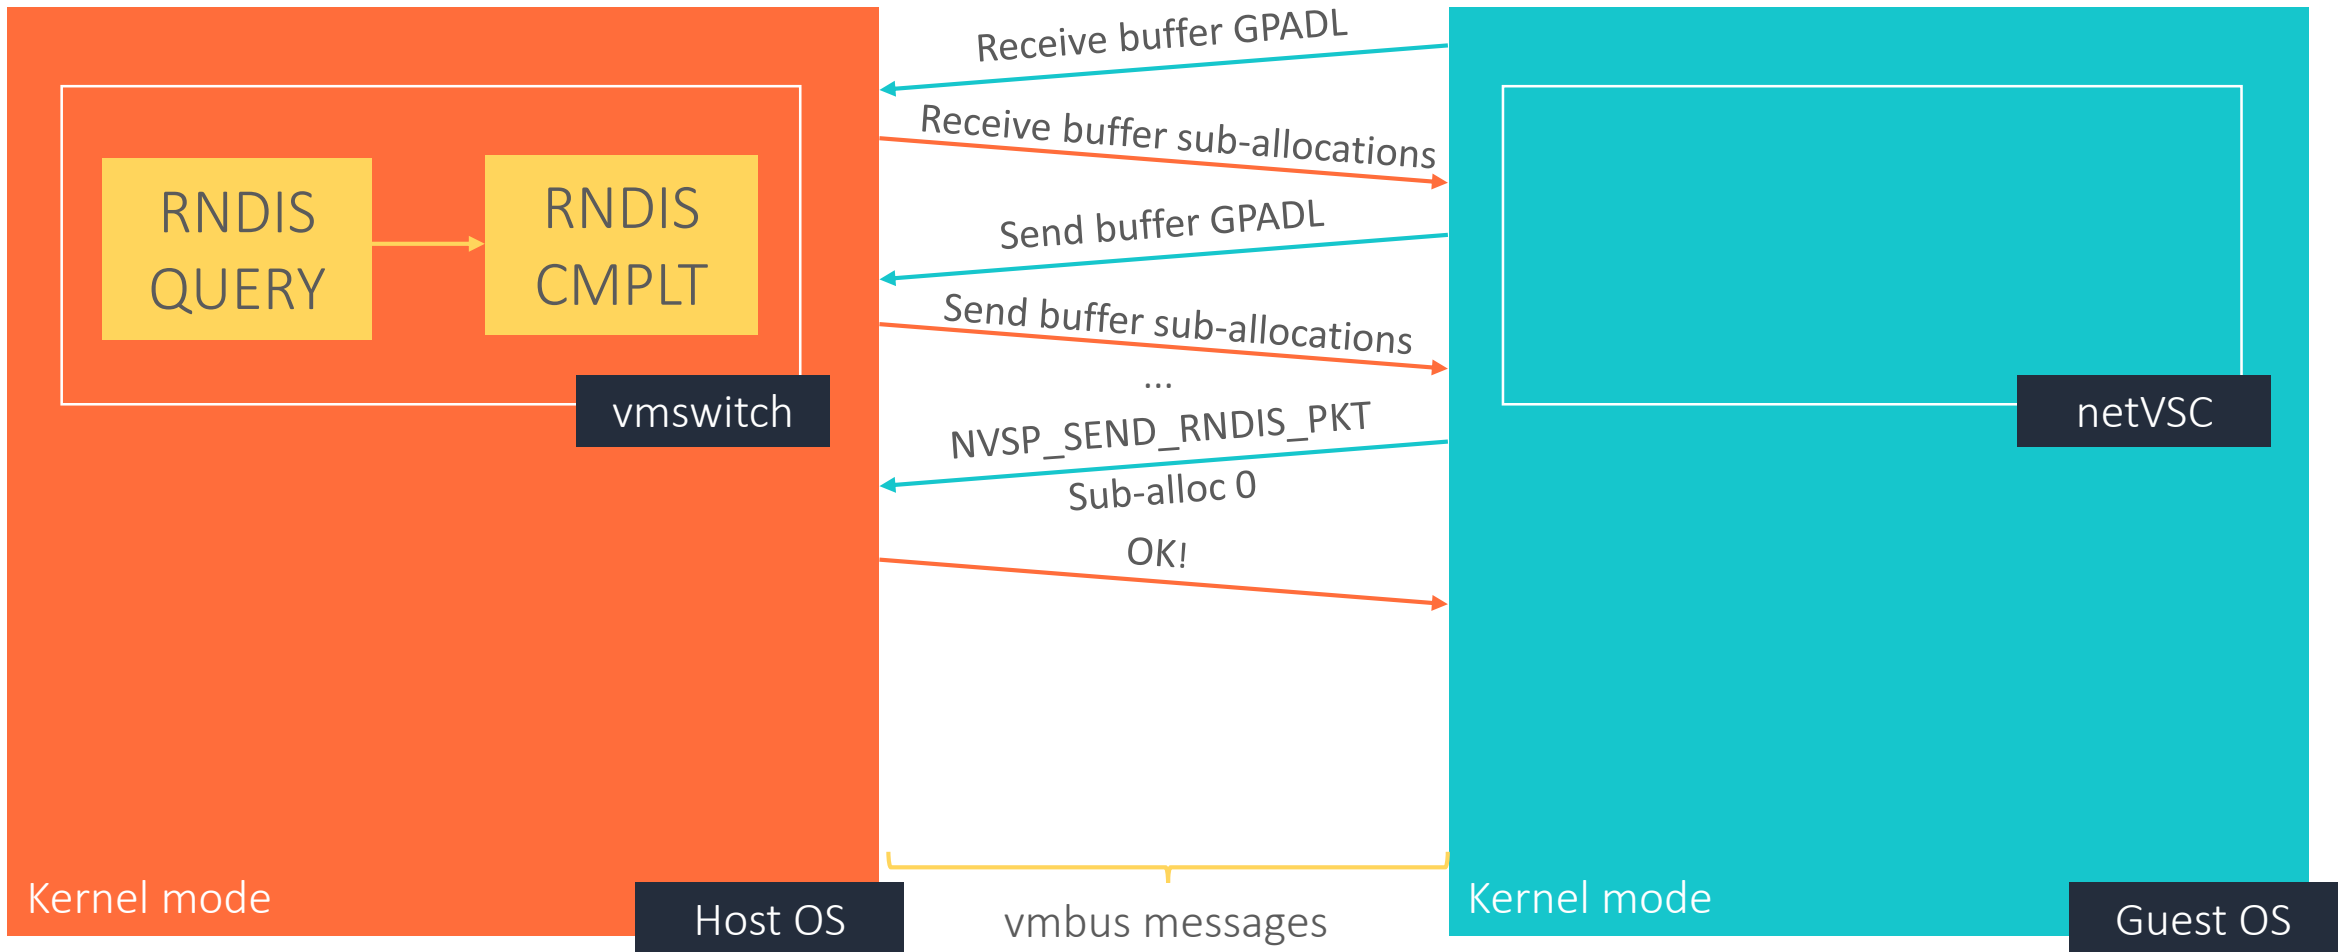 Receive buffer GPADL
Receive buffer sub-allocations
RNDIS
QUERY
RNDIS
CMPLT
Send buffer GPADL
Send buffer sub-allocations
...
vmswitch
netVSC
NVSP_SEND_RNDIS_PKT
Sub-alloc 0
OK!
Kernel mode
Host OS
vmbus messages
Kernel mode
Guest OS